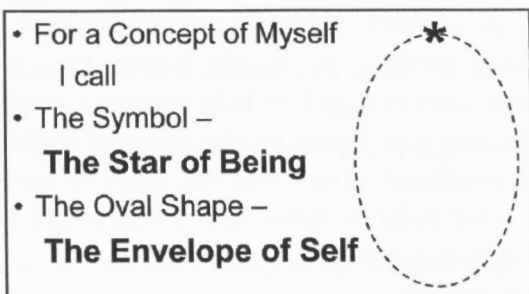 • For a Concept of Myself
I call
• The Symbol –
The Star of Being
• The Oval Shape –
The Envelope of Self
*